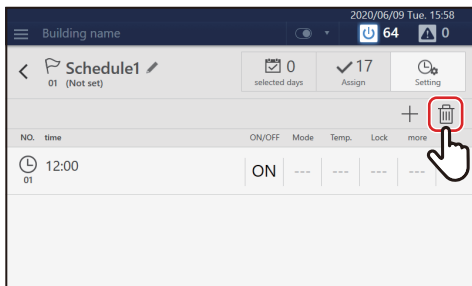 2020/06/09 Tue. 15:58
Building name
64
0
Schedule1
01 (Not set)
0
selected days
17
Assign
Setting
NO. time ON/OFF Mode Temp. Lock more
12:00 ON --- --- --- ---
01